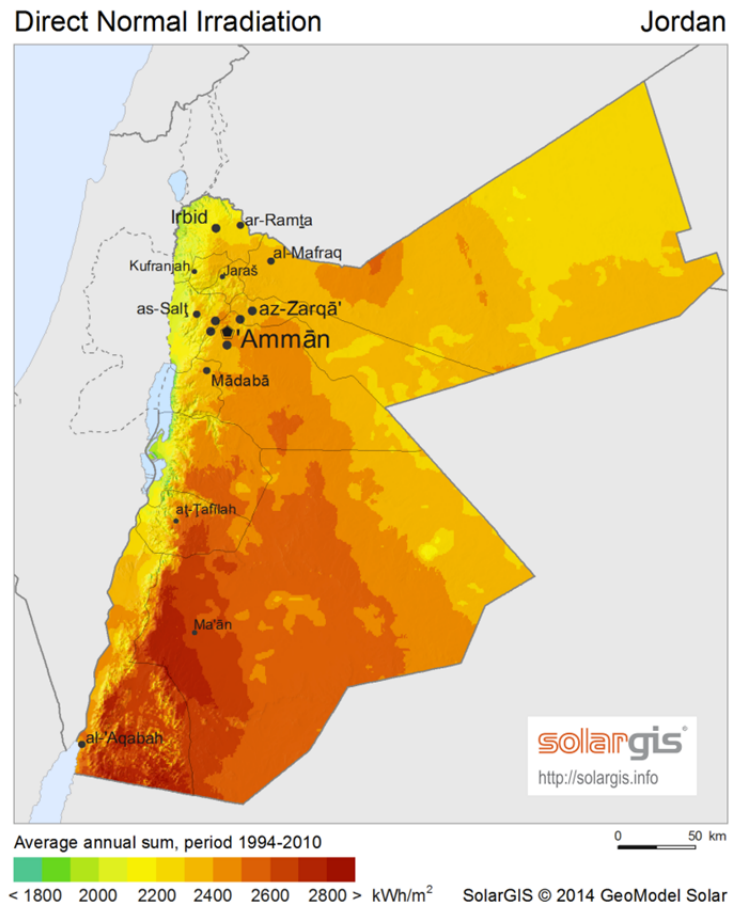 Direct Normal Irradiation Jordan
Irbid
ar-Ramṯa
al-Mafraq
Kufranjah
Jaraš
as-Salṭ
az-Zarqā'
'Ammān
Mādabā
aṭ-Ṭafīlah
Ma'ān
al-'Aqabah
solargis®
http://solargis.info
0 50 km
Average annual sum, period 1994-2010
< 1800 2000 2200 2400 2600 2800 > kWh/m²
SolarGIS © 2014 GeoModel Solar